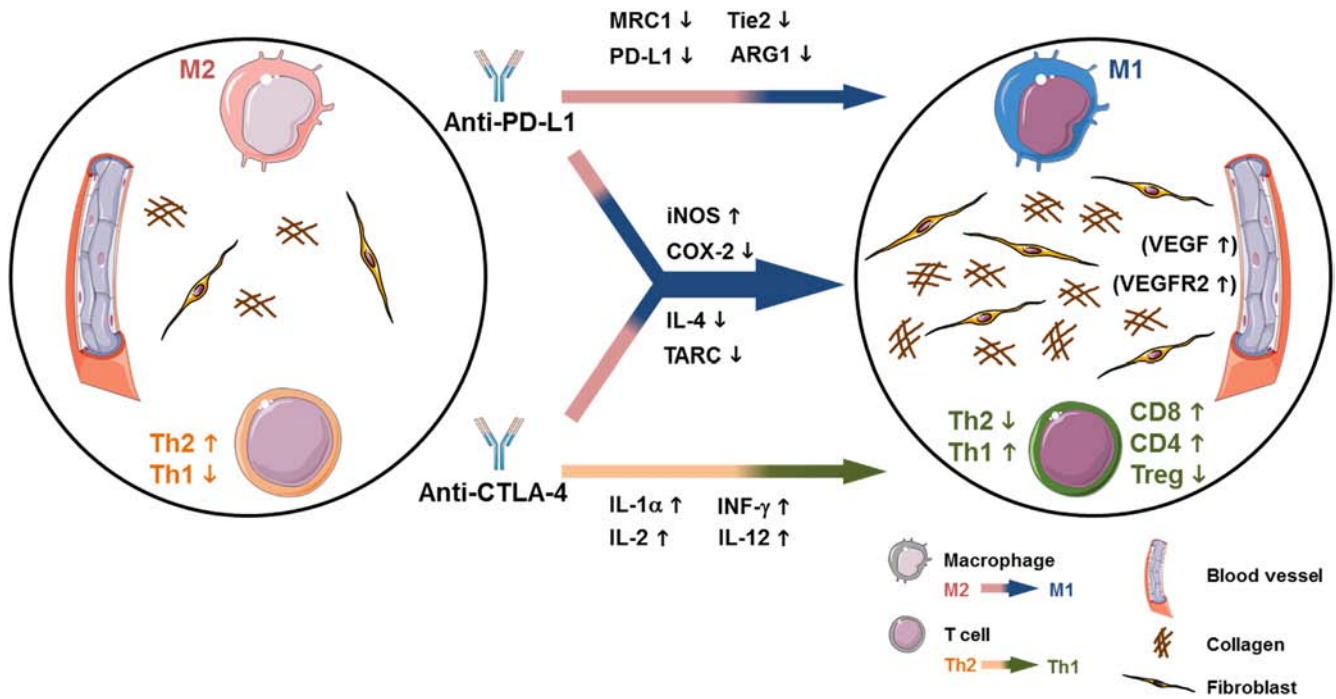 MRC1 ↓ Tie2 ↓
PD-L1 ↓ ARG1 ↓
M2
Anti-PD-L1
M1
iNOS ↑
COX-2 ↓
IL-4 ↓
TARC ↓
(VEGF ↑)
(VEGFR2 ↑)
Th2 ↑
Th1 ↓
Anti-CTLA-4
IL-1α ↑ INF-γ ↑
IL-2 ↑ IL-12 ↑
Th2 ↓
Th1 ↑
CD8 ↑
CD4 ↑
Treg ↓
Macrophage
M2 M1
T cell
Th2 Th1
Blood vessel
Collagen
Fibroblast